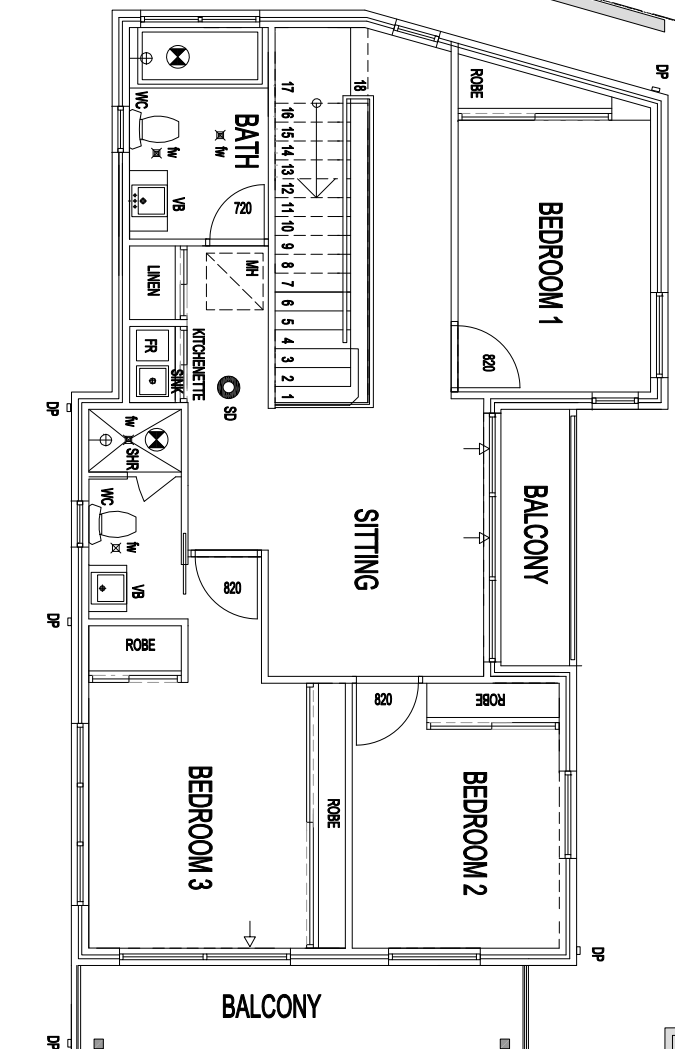 DP
ROBE
17
18
WC
16
BATH
15
fw
fw
14
13
12
VB
720
11
10
BEDROOM 1
9
MH
8
LINEN
7
6
5
FR
KITCHENETTE
4
3
820
SINK
2
SD
1
DP
fw
SHR
WC
BALCONY
SITTING
fw
VB
820
DP
ROBE
820
ROBE
BEDROOM 3
ROBE
BEDROOM 2
DP
BALCONY
DP